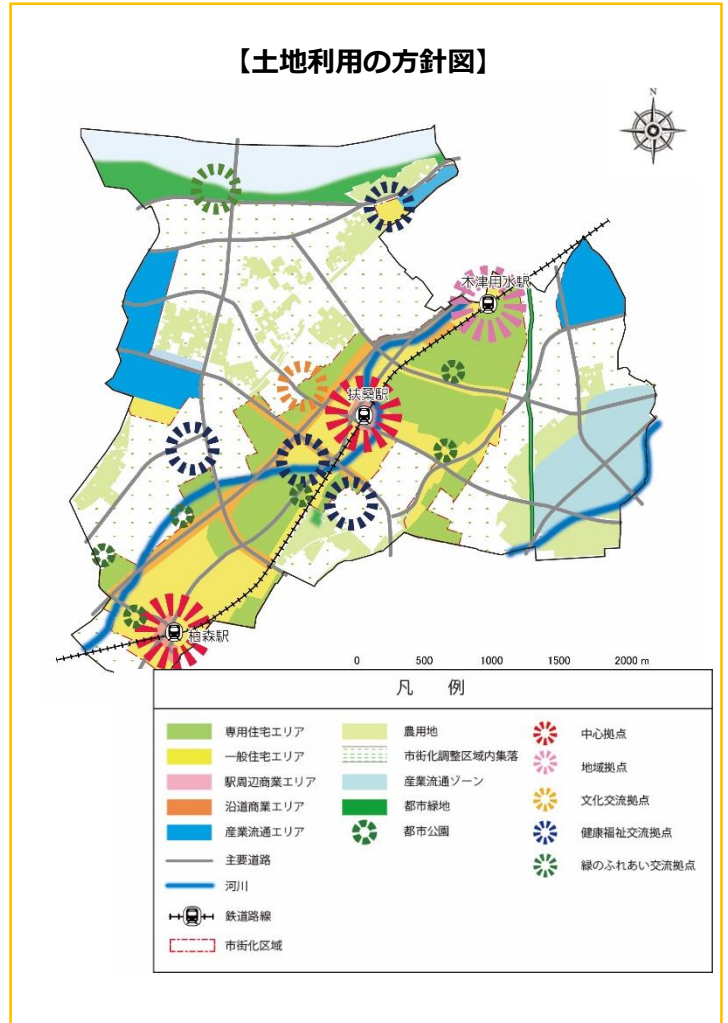 【土地利用の方針図】
N
木津用水駅
扶桑駅
柏森駅
0 500 1000 1500 2000 m
凡 例
専用住宅エリア
一般住宅エリア
駅周辺商業エリア
沿道商業エリア
産業流通エリア
主要道路
河川
鉄道路線
市街化区域
農用地
市街化調整区域内集落
産業流通ゾーン
都市緑地
都市公園
中心拠点
地域拠点
文化交流拠点
健康福祉交流拠点
緑のふれあい交流拠点